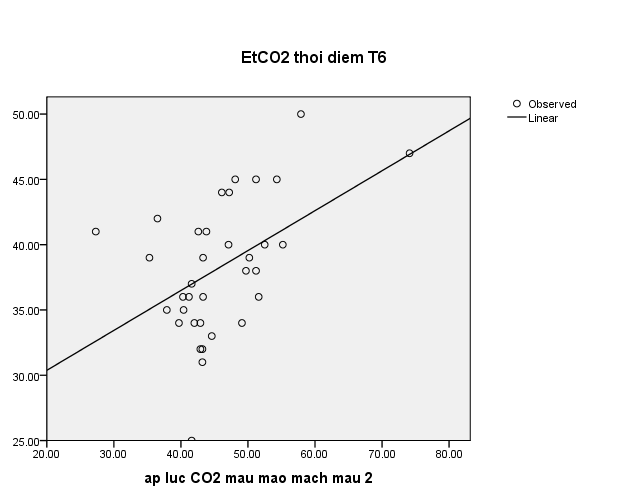 EtCO2 thoi diem T6
50.00
45.00
40.00
35.00
30.00
25.00
20.00 30.00 40.00 50.00 60.00 70.00 80.00
ap luc CO2 mau mao mach mau 2
Observed
Linear